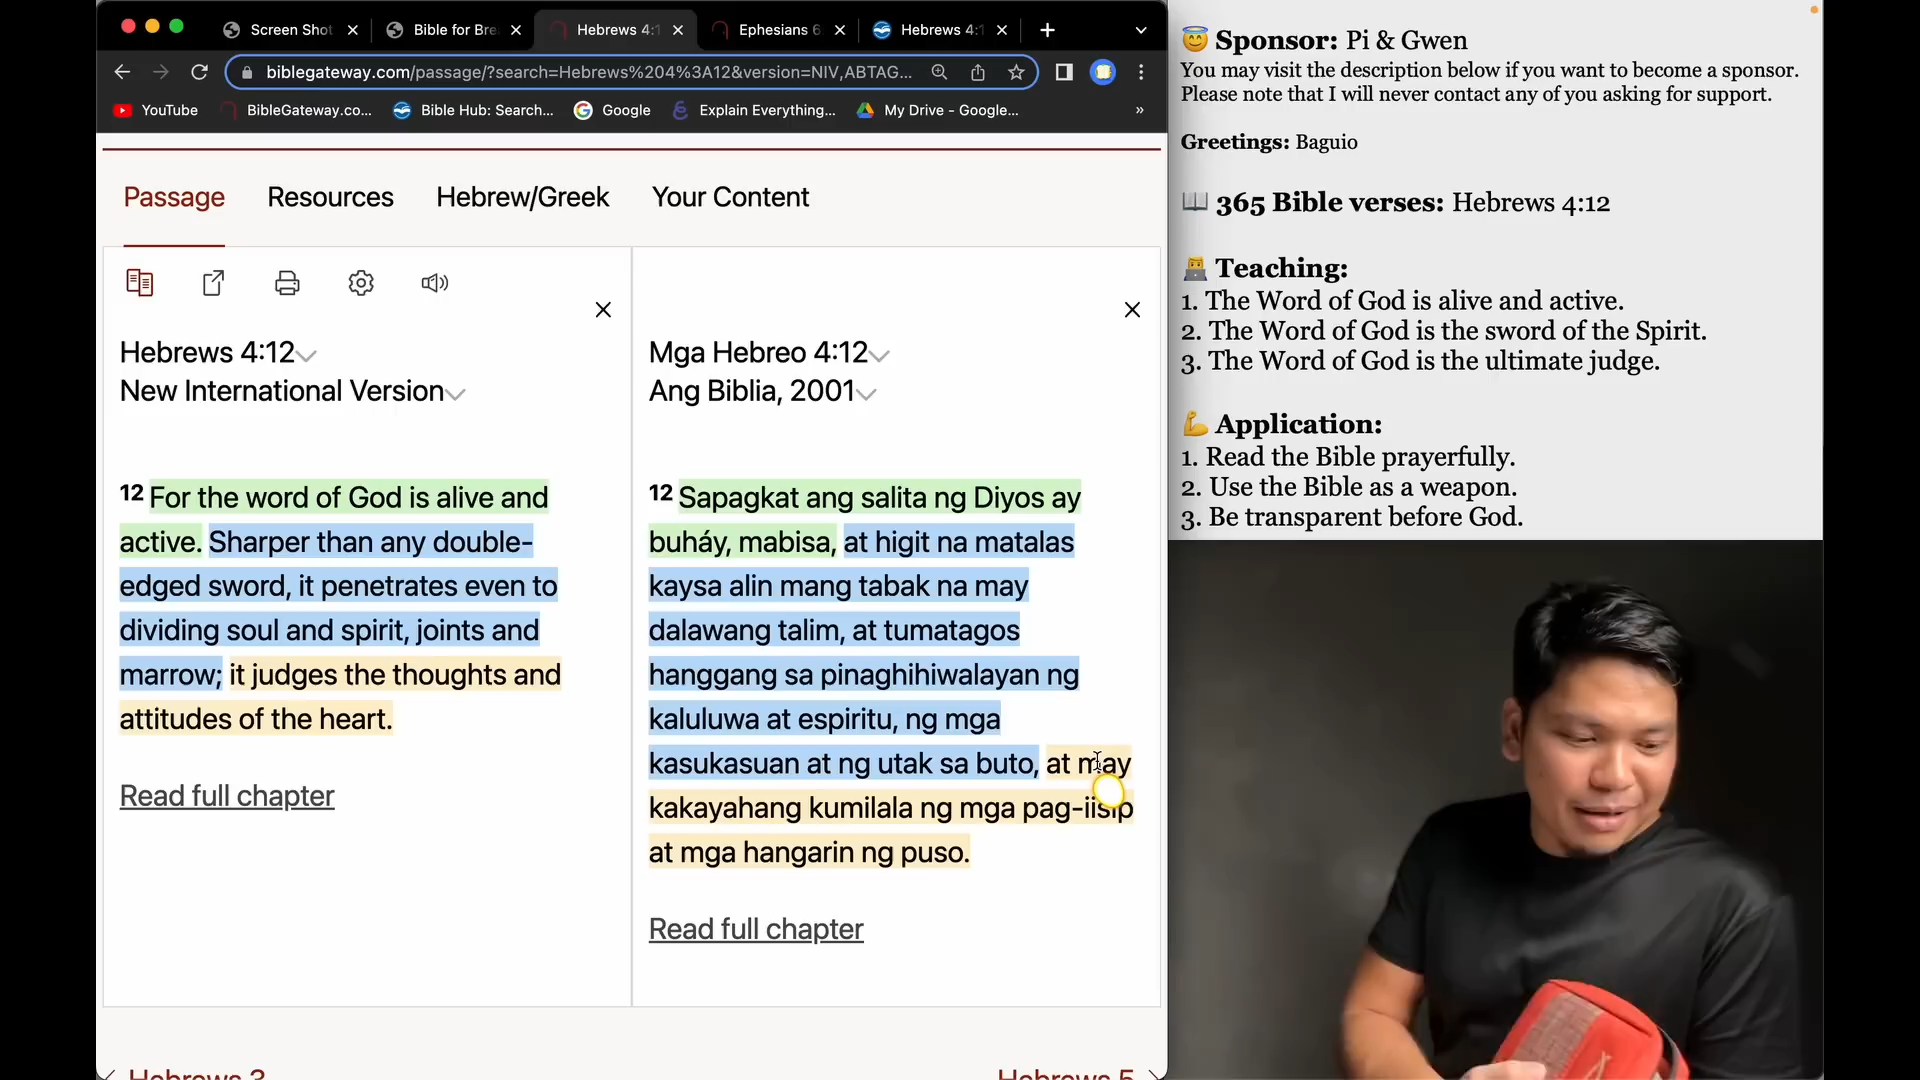 Screen Shot
Bible for Bre
Hebrews 4:1
Ephesians 6
Hebrews 4:1
biblegateway.com/passage/?search=Hebrews%204%3A12&version=NIV,ABTAG...
YouTube
BibleGateway.co...
Bible Hub: Search...
Google
Explain Everything...
My Drive - Google...
»
Passage
Resources
Hebrew/Greek
Your Content
Hebrews 4:12
New International Version
12 For the word of God is alive and
active. Sharper than any double-
edged sword, it penetrates even to
dividing soul and spirit, joints and
marrow; it judges the thoughts and
attitudes of the heart.
Read full chapter
Mga Hebreo 4:12
Ang Biblia, 2001
12 Sapagkat ang salita ng Diyos ay
buháy, mabisa, at higit na matalas
kaysa alin mang tabak na may
dalawang talim, at tumatagos
hanggang sa pinaghihiwalayan ng
kaluluwa at espiritu, ng mga
kasukasuan at ng utak sa buto, at may
kakayahang kumilala ng mga pag-iisip
at mga hangarin ng puso.
Read full chapter
Hebrews 3
Hebrews 5
Sponsor: Pi & Gwen
You may visit the description below if you want to become a sponsor.
Please note that I will never contact any of you asking for support.
Greetings: Baguio
365 Bible verses: Hebrews 4:12
Teaching:
1. The Word of God is alive and active.
2. The Word of God is the sword of the Spirit.
3. The Word of God is the ultimate judge.
Application:
1. Read the Bible prayerfully.
2. Use the Bible as a weapon.
3. Be transparent before God.